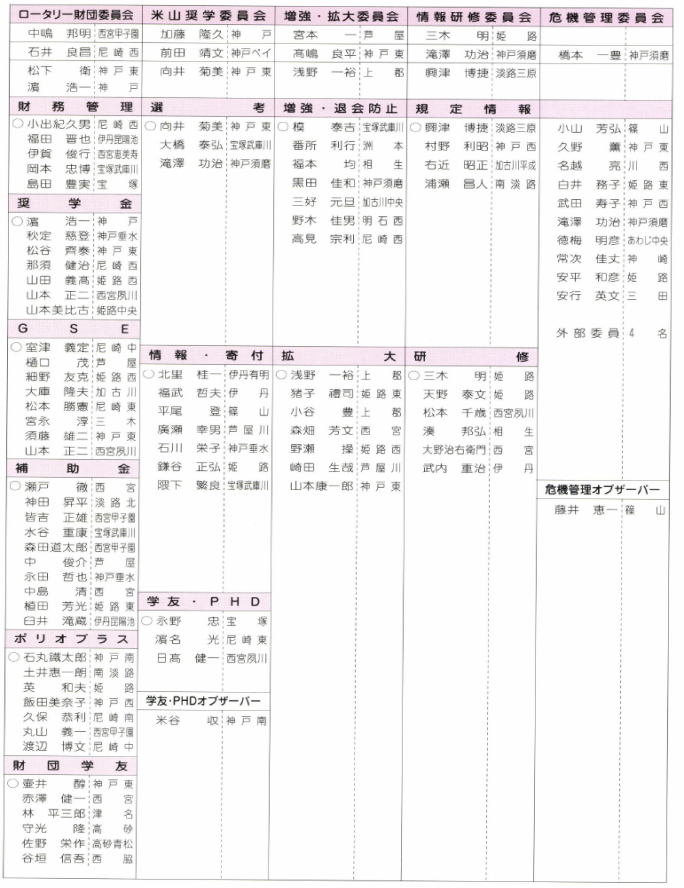 ロータリー財団委員会
中嶋 邦明 西宮甲子園
石井 良昌 尼崎西
松下 衛 神戸東
濵 浩一 神戸
財務管理
○小出紀久男 尼崎西
福田 晋也 伊丹昆陽池
伊賀 俊行 西宮恵美寿
岡本 忠博 宝塚武庫川
島田 豊実 宝塚
奨学金
○濵 浩一 神戸
秋定 慈登 神戸垂水
松谷 齊泰 神戸東
那須 健治 尼崎西
山田 義髙 姫路西
山本 正二 西宮夙川
山本美比古 姫路中央
GSE
○室津 義定 尼崎中
樋口 茂 芦屋
細野 友克 姫路西
大庫 隆夫 加古川
松本 勝憲 尼崎東
宮永 淳 三木
須藤 雄二 神戸東
山本 正二 西宮夙川
補助金
○瀬戸 徹 西宮
神田 昇平 淡路北
皆吉 正雄 西宮甲子園
水谷 重康 宝塚武庫川
森田道太郎 西宮甲子園
中 俊介 芦屋
永田 哲也 神戸垂水
中島 清 西宮
植田 芳光 姫路東
臼井 滝蔵 伊丹昆陽池
ポリオプラス
○石丸鐵太郎 神戸南
土井恵一朗 南淡路
英 和夫 姫路
飯田美奈子 神戸西
久保 恭利 尼崎南
丸山 義一 西宮甲子園
渡辺 博文 尼崎中
財団学友
○壷井 醇 神戸東
赤澤 健一 西宮
林 平三郎 津名
守光 隆 高砂
佐野 栄作 高砂青松
谷垣 信吾 西脇
米山奨学委員会
加藤 隆久 神戸
前田 靖文 神戸ベイ
向井 菊美 神戸東
選考
○向井 菊美 神戸東
大橋 泰弘 宝塚武庫川
滝澤 功治 神戸須磨
情報・寄付
○北里 桂一 伊丹有明
福武 哲夫 伊丹
平尾 登 篠山
廣瀬 幸男 芦屋川
石川 栄子 神戸垂水
鎌谷 正弘 姫路
隈下 繁良 宝塚武庫川
学友・PHD
○永野 忠 宝塚
濱名 光 尼崎東
日髙 健一 西宮夙川
学友・PHDオブザーバー
米谷 収 神戸南
増強・拡大委員会
宮本 一 芦屋
髙嶋 良平 神戸東
浅野 一裕 上郡
増強・退会防止
○模 泰吉 宝塚武庫川
番所 利行 洲本
福本 均 相生
黒田 佳和 神戸須磨
三好 元旦 加古川中央
野木 佳男 明石西
高見 宗利 尼崎西
拡大
○浅野 一裕 上郡
猪子 禮司 姫路東
小谷 豊 上郡
森畑 芳文 西宮
野瀬 操 姫路西
崎田 生哉 芦屋川
山本康一郎 神戸東
情報研修委員会
三木 明 姫路
滝澤 功治 神戸須磨
興津 博捷 淡路三原
規定情報
○興津 博捷 淡路三原
村野 利昭 神戸西
右近 昭正 加古川平成
浦瀬 昌人 南淡路
研修
○三木 明 姫路
天野 泰文 姫路
松本 千歳 西宮夙川
湊 邦弘 相生
大野治右衛門 西宮
武内 重治 伊丹
危機管理委員会
橋本 一豊 神戸須磨
小山 芳弘 篠山
久野 薫 神戸東
名越 亮 川西
白井 務子 姫路東
武田 寿子 神戸西
滝澤 功治 神戸須磨
徳梅 明彦 あわじ中央
常次 佳丈 神崎
安平 和彦 姫路
安行 英文 三田
外部委員 4名
危機管理オブザーバー
藤井 恵一 篠山